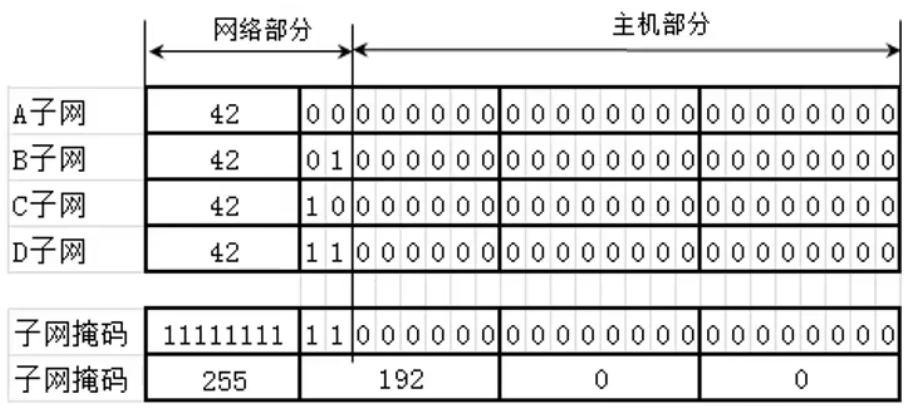 网络部分 主机部分
A子网 42 0 0 0 0 0 0 0 0 0 0 0 0 0 0 0 0 0 0 0 0 0 0 0 0
B子网 42 0 1 0 0 0 0 0 0 0 0 0 0 0 0 0 0 0 0 0 0 0 0 0 0
C子网 42 1 0 0 0 0 0 0 0 0 0 0 0 0 0 0 0 0 0 0 0 0 0 0 0
D子网 42 1 1 0 0 0 0 0 0 0 0 0 0 0 0 0 0 0 0 0 0 0 0 0 0
子网掩码 11111111 1 1 0 0 0 0 0 0 0 0 0 0 0 0 0 0 0 0 0 0 0 0 0 0
子网掩码 255 192 0 0